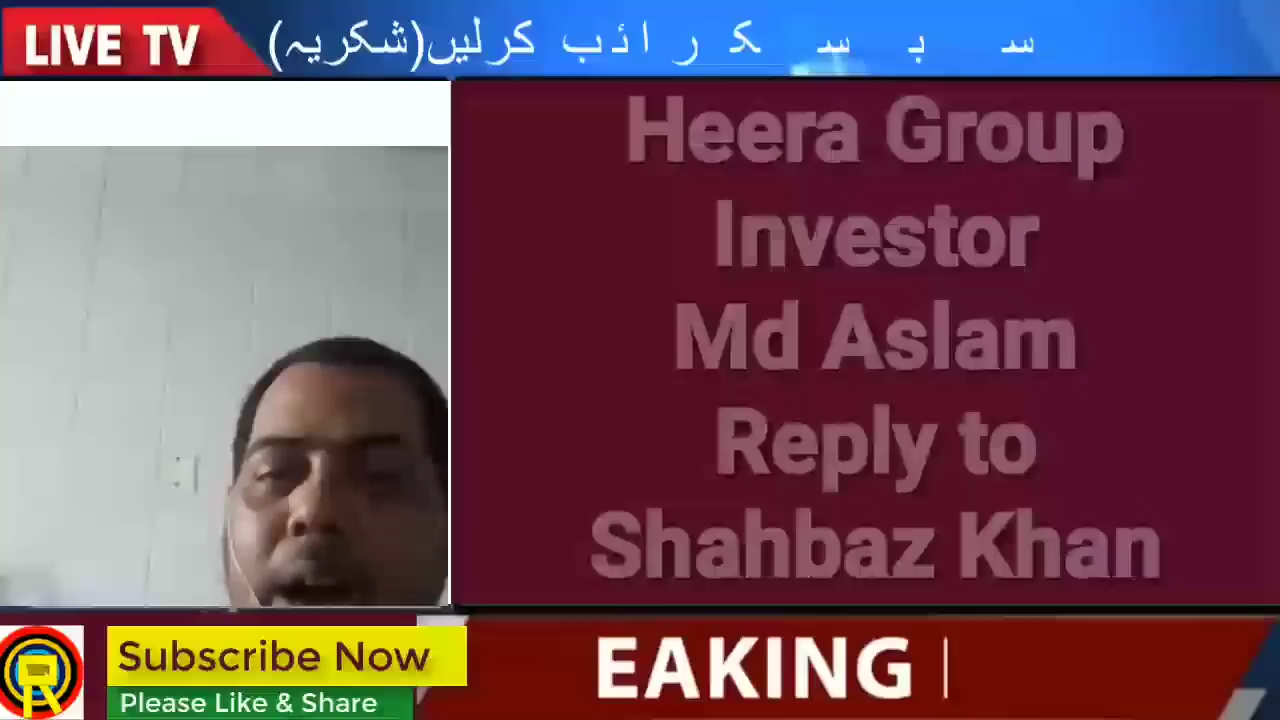 LIVE TV
سبسکرائب کرلیں(شکریہ)
Heera Group
Investor
Md Aslam
Reply to
Shahbaz Khan
Subscribe Now
Please Like & Share
EAKING
R